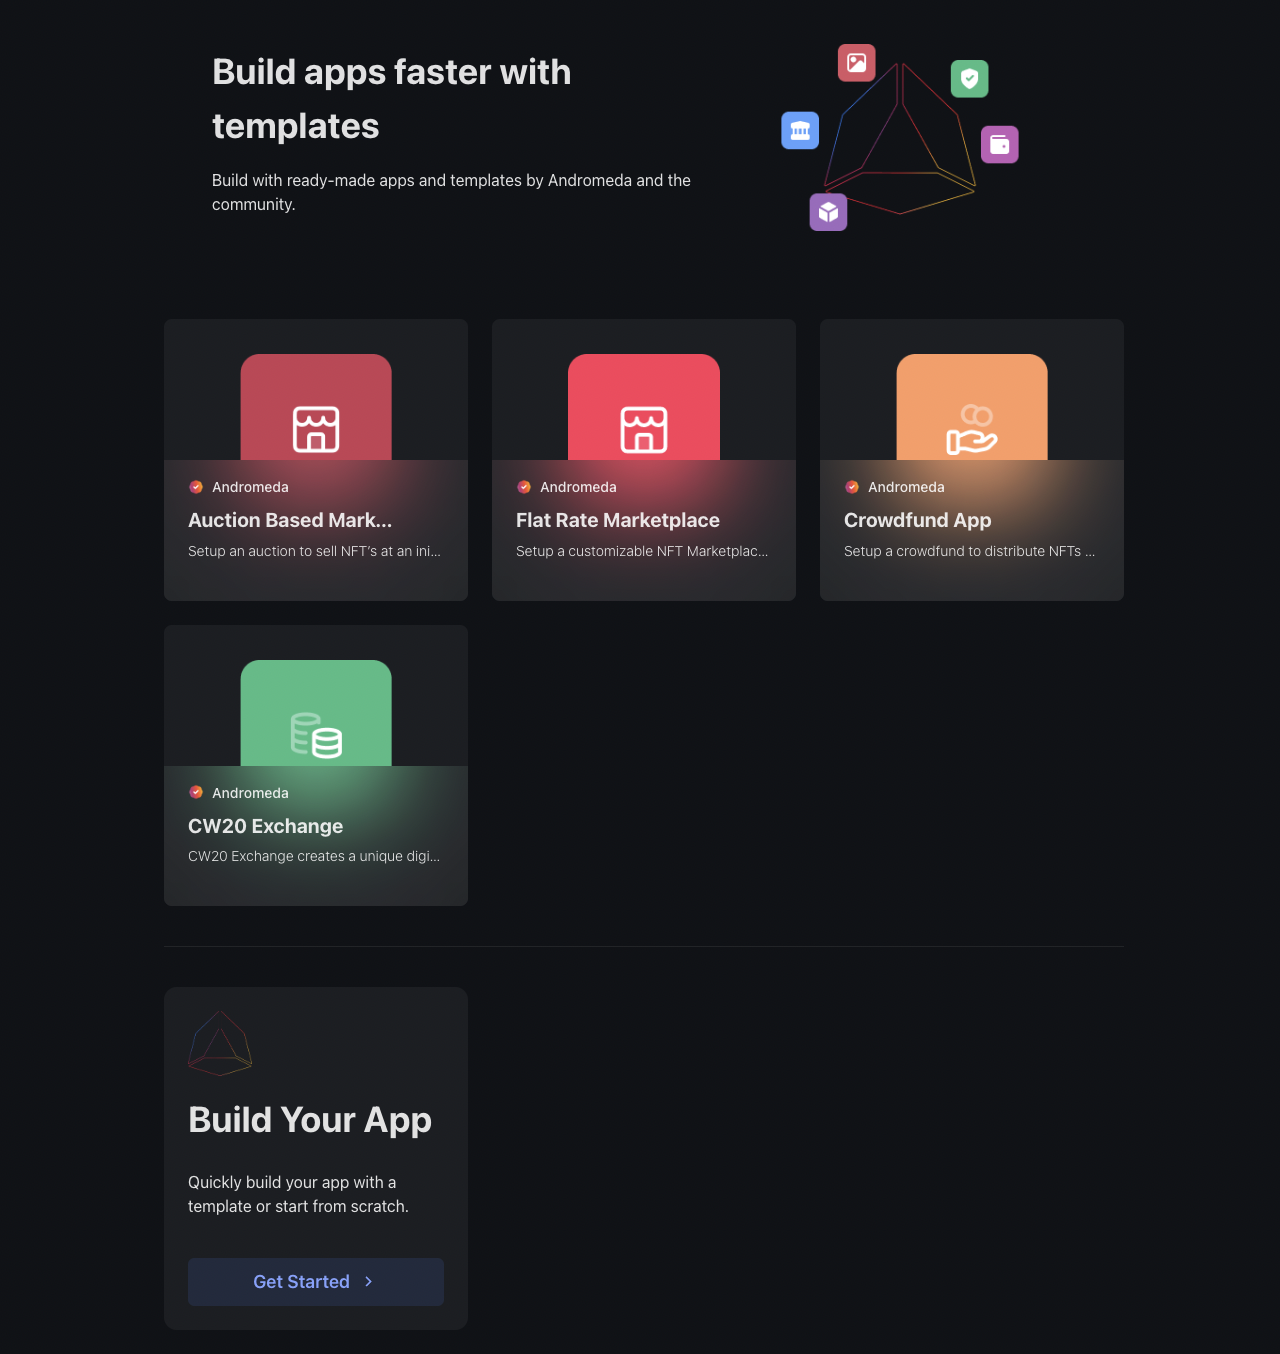 Build apps faster with
templates
Build with ready-made apps and templates by Andromeda and the
community.
Andromeda
Auction Based Mark...
Setup an auction to sell NFT's at an ini...
Andromeda
Flat Rate Marketplace
Setup a customizable NFT Marketplac...
Andromeda
Crowdfund App
Setup a crowdfund to distribute NFTs ...
Andromeda
CW20 Exchange
CW20 Exchange creates a unique digi...
Build Your App
Quickly build your app with a
template or start from scratch.
Get Started